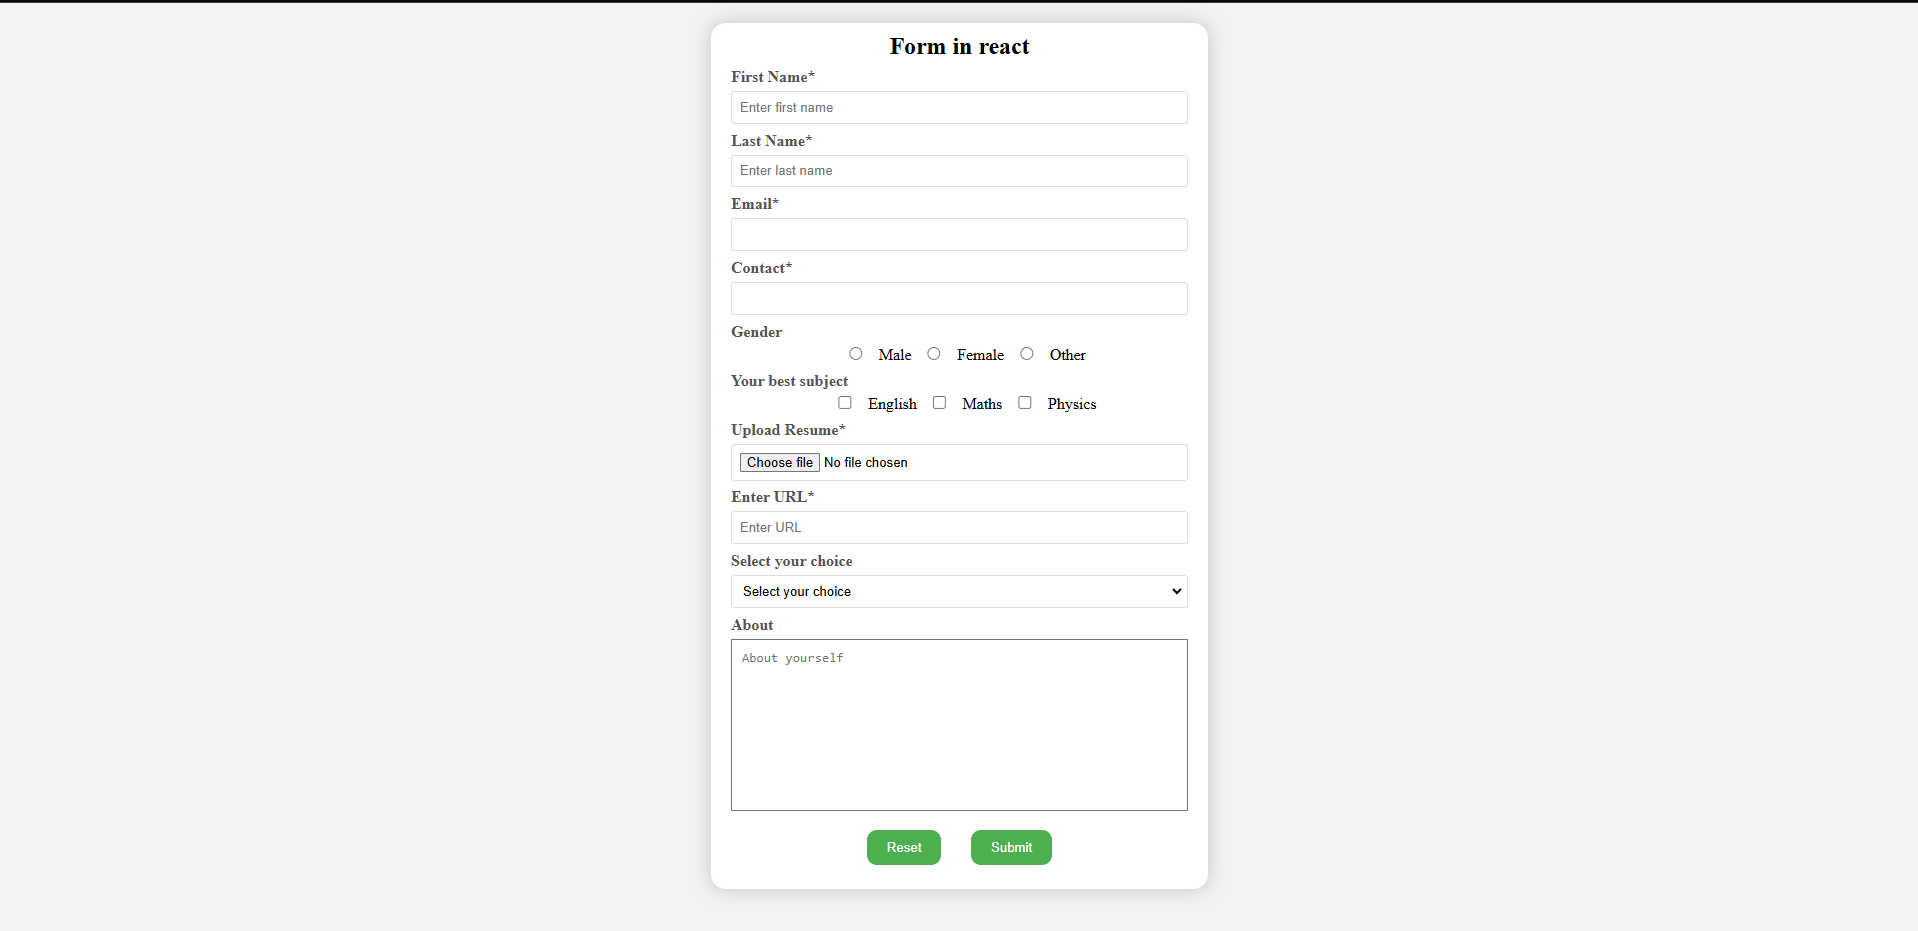 Form in react
First Name*
Enter first name
Last Name*
Enter last name
Email*
Contact*
Gender
Male Female Other
Your best subject
English Maths Physics
Upload Resume*
Choose file No file chosen
Enter URL*
Enter URL
Select your choice
Select your choice
About
About yourself
Reset Submit